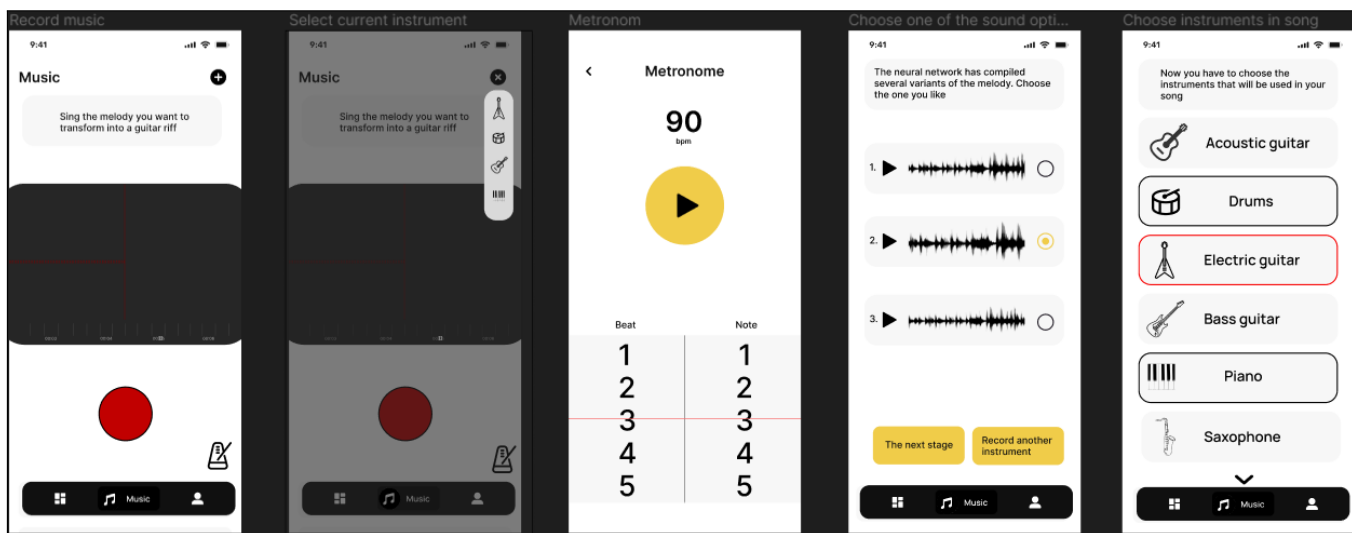 Record music
9:41
Music
Sing the melody you want to
transform into a guitar riff
Music
Select current instrument
9:41
Music
Sing the melody you want to
transform into a guitar riff
Music
Metronom
Metronome
90
bpm
Beat
Note
1
1
2
2
3
3
4
4
5
5
Choose one of the sound opti...
9:41
The neural network has compiled
several variants of the melody. Choose
the one you like
1.
2.
3.
The next stage
Record another
instrument
Music
Choose instruments in song
9:41
Now you have to choose the
instruments that will be used in your
song
Acoustic guitar
Drums
Electric guitar
Bass guitar
Piano
Saxophone
Music